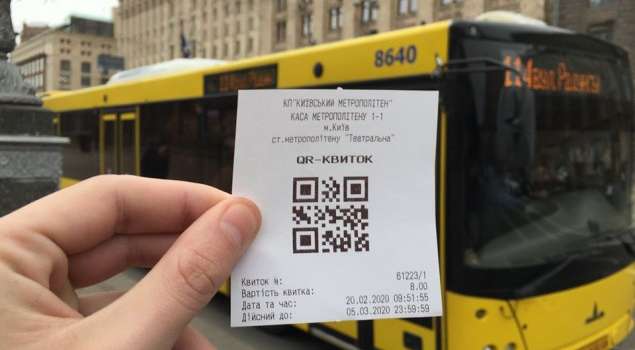 8640
КП"КИЇВСЬКИЙ МЕТРОПОЛІТЕН"
КАСА МЕТРОПОЛІТЕНУ 1-1
м.Київ
ст.метрополітену "Театральна"
QR-КВИТОК
Квиток №: 61223/1
Вартість квитка: 8.00
Дата та час: 20.02.2020 09:51:55
Дійсний до: 05.03.2020 23:59:59